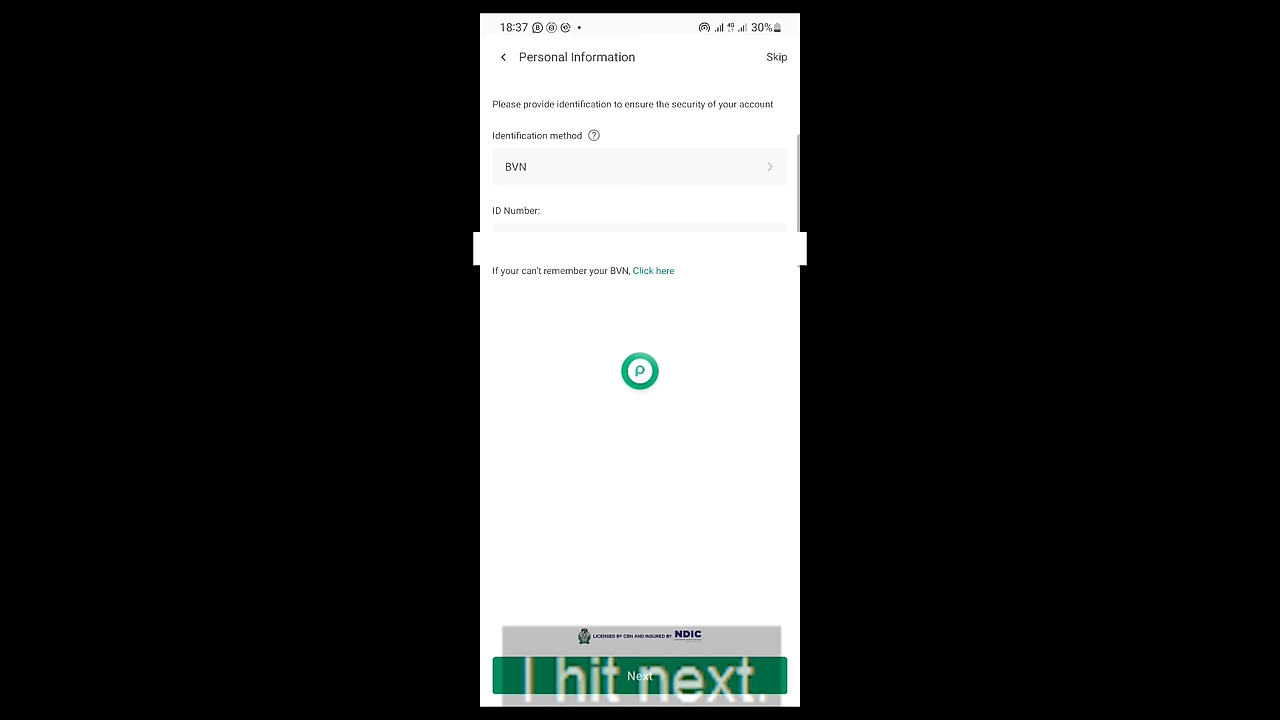 18:37 30%
Personal Information Skip
Please provide identification to ensure the security of your account
Identification method ?
BVN
ID Number:
If your can't remember your BVN, Click here
LICENSED BY CBN AND INSURED BY NDIC
Next
I hit next.